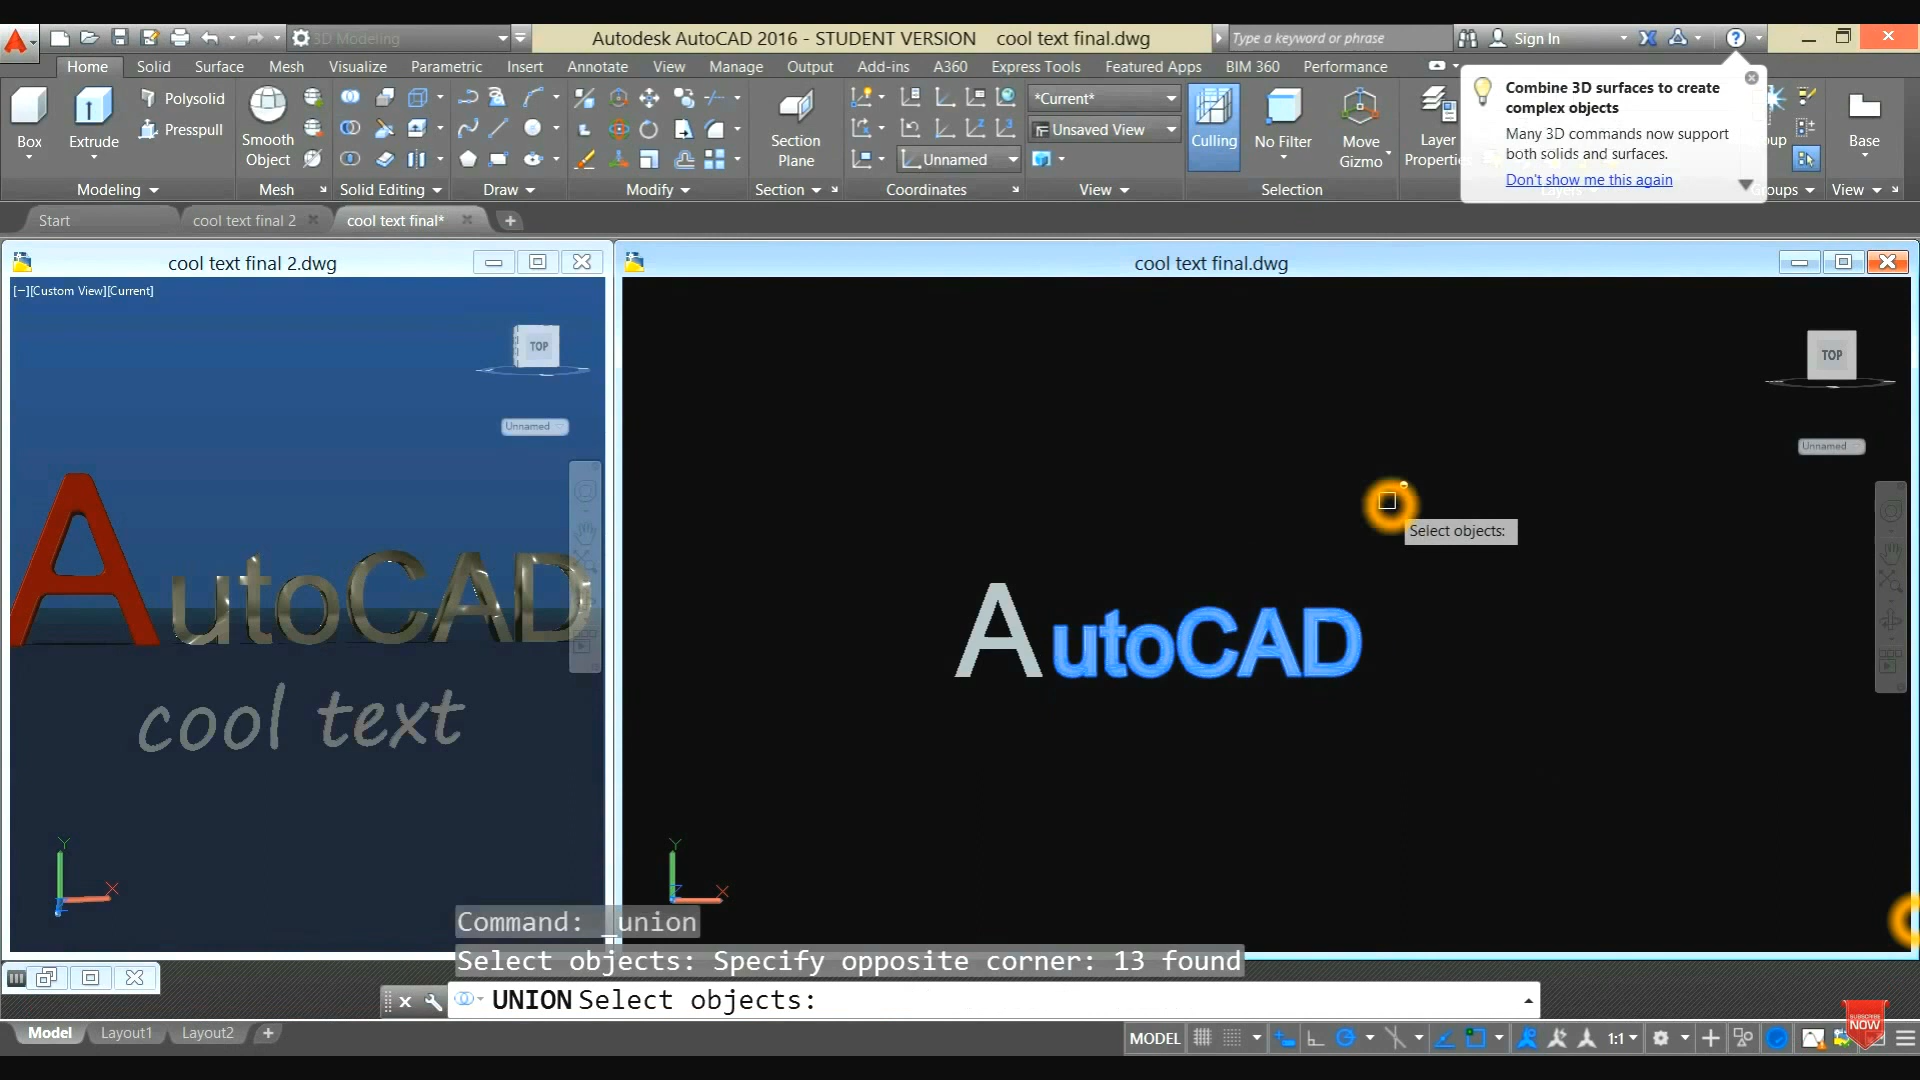 3D Modeling
Autodesk AutoCAD 2016 - STUDENT VERSION cool text final.dwg
Type a keyword or phrase
Sign In
Home Solid Surface Mesh Visualize Parametric Insert Annotate View Manage Output Add-ins A360 Express Tools Featured Apps BIM 360 Performance
Box
Extrude
Polysolid
Presspull
Smooth
Object
Section
Plane
*Current*
Unsaved View
Unnamed
Culling
No Filter
Move
Gizmo
Layer
Base
Combine 3D surfaces to create
complex objects
Many 3D commands now support
both solids and surfaces.
Don't show me this again
Modeling Mesh Solid Editing Draw Modify Section Coordinates View Selection View
Start cool text final 2 cool text final*
cool text final 2.dwg
[−][Custom View][Current]
TOP
Unnamed
AutoCAD
cool text
Y
X
Z
cool text final.dwg
TOP
Unnamed
Select objects:
AutoCAD
Y
X
Z
Command: _union
Select objects: Specify opposite corner: 13 found
UNION Select objects:
Model Layout1 Layout2
MODEL
1:1
SUBSCRIBE
NOW